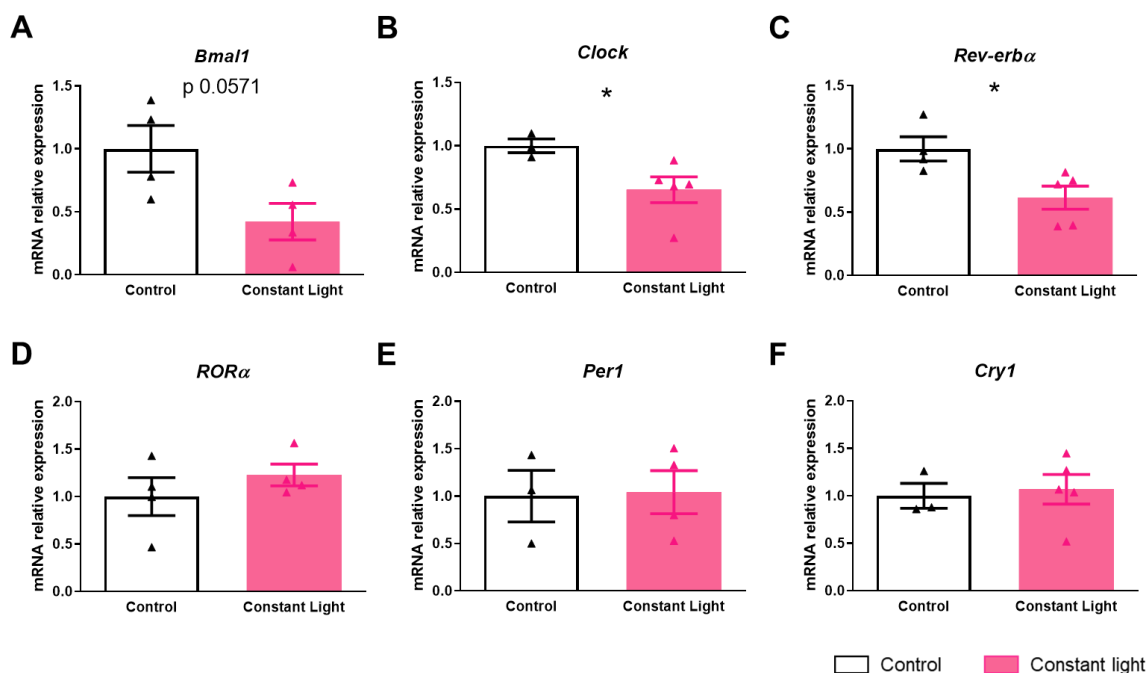 A
Bmal1
p 0.0571
mRNA relative expression
1.5
1.0
0.5
0.0
Control
Constant Light
B
Clock
*
mRNA relative expression
1.5
1.0
0.5
0.0
Control
Constant Light
C
Rev-erbα
*
mRNA relative expression
1.5
1.0
0.5
0.0
Control
Constant Light
D
RORα
mRNA relative expression
2.0
1.5
1.0
0.5
0.0
Control
Constant Light
E
Per1
mRNA relative expression
2.0
1.5
1.0
0.5
0.0
Control
Constant Light
F
Cry1
mRNA relative expression
2.0
1.5
1.0
0.5
0.0
Control
Constant Light
Control
Constant light